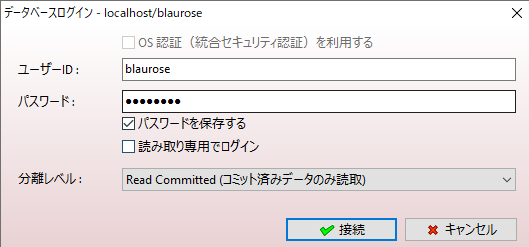 データベースログイン - localhost/blaurose
OS 認証（統合セキュリティ認証）を利用する
ユーザーID : blaurose
パスワード : ●●●●●●●●
パスワードを保存する
読み取り専用でログイン
分離レベル : Read Committed (コミット済みデータのみ読取)
接続 キャンセル